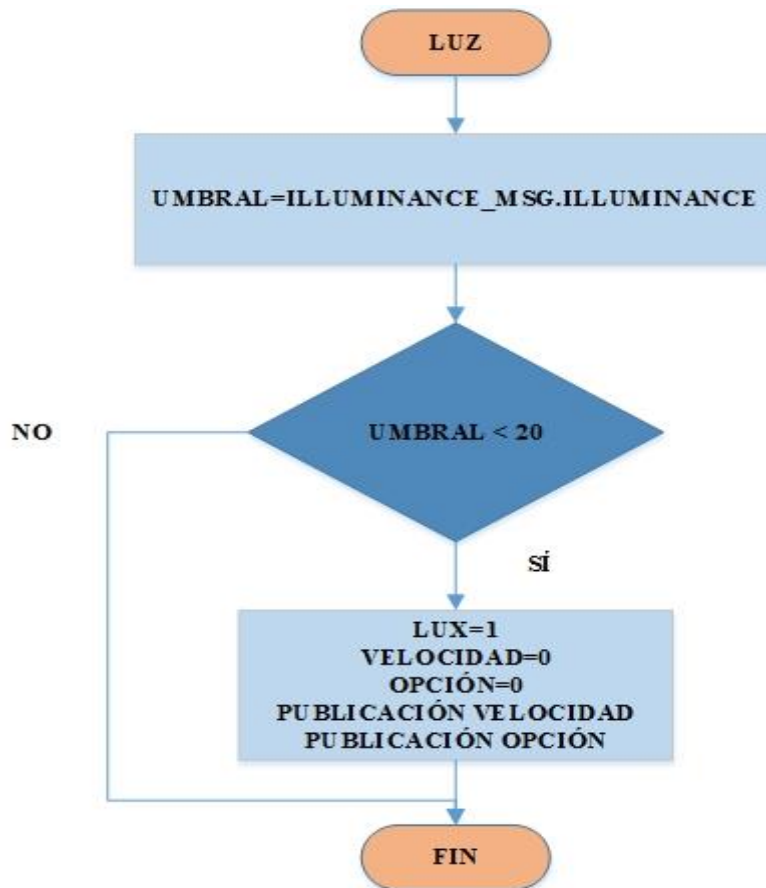 LUZ
UMBRAL=ILLUMINANCE_MSG.ILLUMINANCE
UMBRAL < 20
NO
SÍ
LUX=1
VELOCIDAD=0
OPCIÓN=0
PUBLICACIÓN VELOCIDAD
PUBLICACIÓN OPCIÓN
FIN